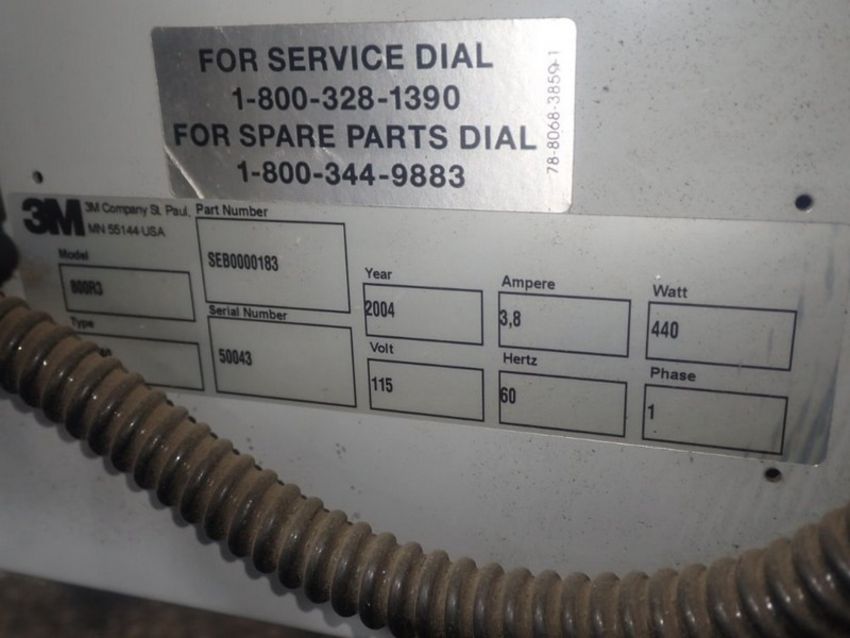 FOR SERVICE DIAL
1-800-328-1390
FOR SPARE PARTS DIAL
1-800-344-9883
78-8068-3859-1
3M
3M Company St. Paul,
MN 55144 USA
Model
800R3
Type
Part Number
SEB0000183
Serial Number
50043
Year
2004
Volt
115
Ampere
3,8
Hertz
60
Watt
440
Phase
1